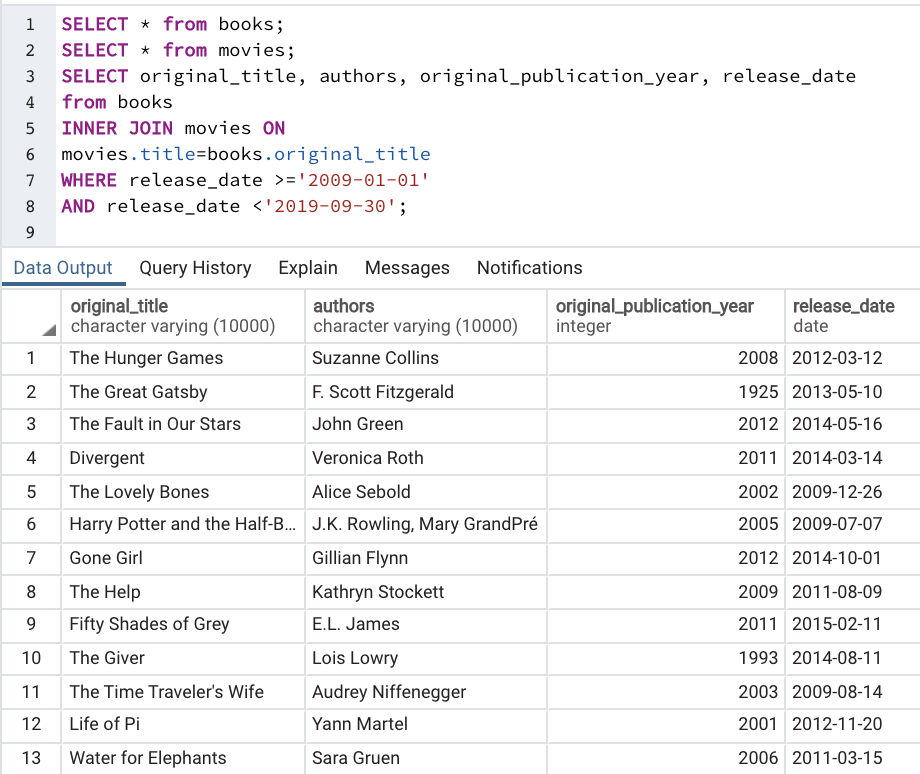 1 SELECT * from books;
2 SELECT * from movies;
3 SELECT original_title, authors, original_publication_year, release_date
4 from books
5 INNER JOIN movies ON
6 movies.title=books.original_title
7 WHERE release_date >='2009-01-01'
8 AND release_date <'2019-09-30';
9
Data Output Query History Explain Messages Notifications
original_title authors original_publication_year release_date
character varying (10000) character varying (10000) integer date
1 The Hunger Games Suzanne Collins 2008 2012-03-12
2 The Great Gatsby F. Scott Fitzgerald 1925 2013-05-10
3 The Fault in Our Stars John Green 2012 2014-05-16
4 Divergent Veronica Roth 2011 2014-03-14
5 The Lovely Bones Alice Sebold 2002 2009-12-26
6 Harry Potter and the Half-B... J.K. Rowling, Mary GrandPré 2005 2009-07-07
7 Gone Girl Gillian Flynn 2012 2014-10-01
8 The Help Kathryn Stockett 2009 2011-08-09
9 Fifty Shades of Grey E.L. James 2011 2015-02-11
10 The Giver Lois Lowry 1993 2014-08-11
11 The Time Traveler's Wife Audrey Niffenegger 2003 2009-08-14
12 Life of Pi Yann Martel 2001 2012-11-20
13 Water for Elephants Sara Gruen 2006 2011-03-15